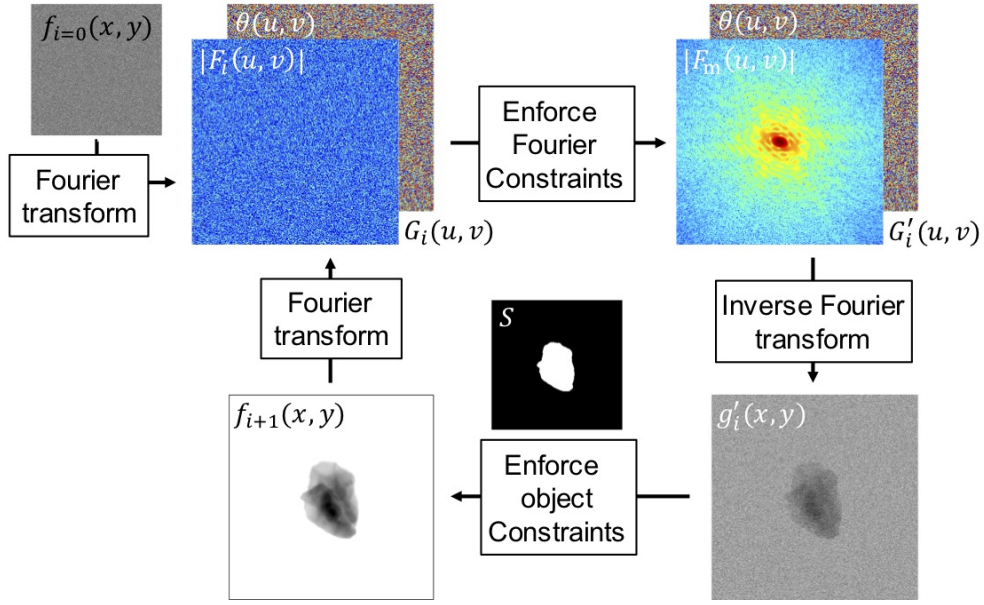 f_{i=0}(x, y)
θ(u, v)
|F_i(u, v)|
G_i(u, v)
Fourier
transform
Enforce
Fourier
Constraints
θ(u, v)
|F_m(u, v)|
G'_i(u, v)
Inverse Fourier
transform
g'_i(x, y)
S
Enforce
object
Constraints
f_{i+1}(x, y)
Fourier
transform